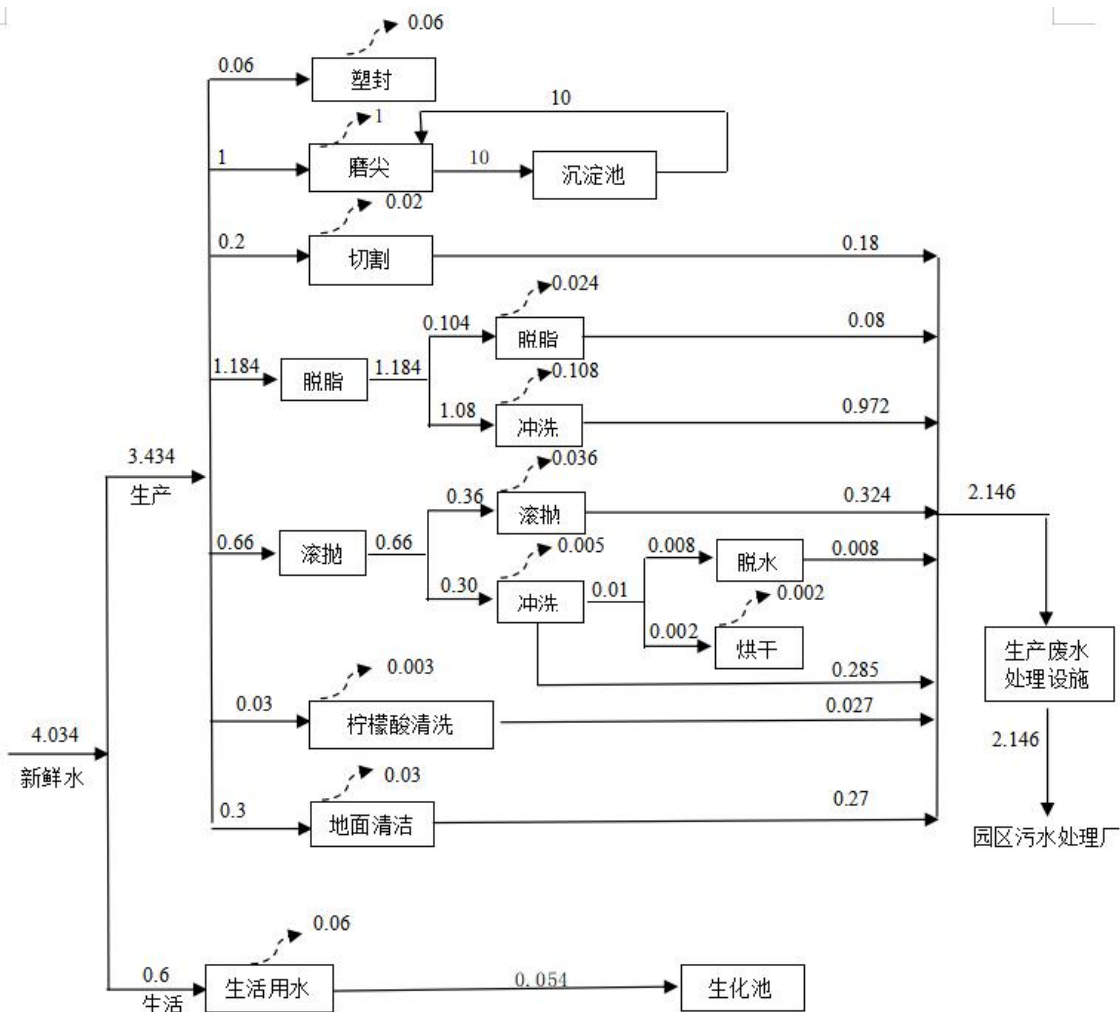 0.06
0.06
塑封
10
1
1
磨尖
10
沉淀池
0.02
0.2
切割
0.18
0.024
0.104
脱脂
0.08
1.184
脱脂
1.184
0.108
1.08
冲洗
0.972
3.434
生产
0.036
0.36
滚抛
0.324
2.146
0.66
滚抛
0.66
0.005
0.008
脱水
0.008
0.30
冲洗
0.01
0.002
0.002
烘干
生产废水
处理设施
0.285
0.003
0.03
柠檬酸清洗
0.027
4.034
新鲜水
2.146
0.03
0.3
地面清洁
0.27
园区污水处理厂
0.06
0.6
生活
生活用水
0.054
生化池